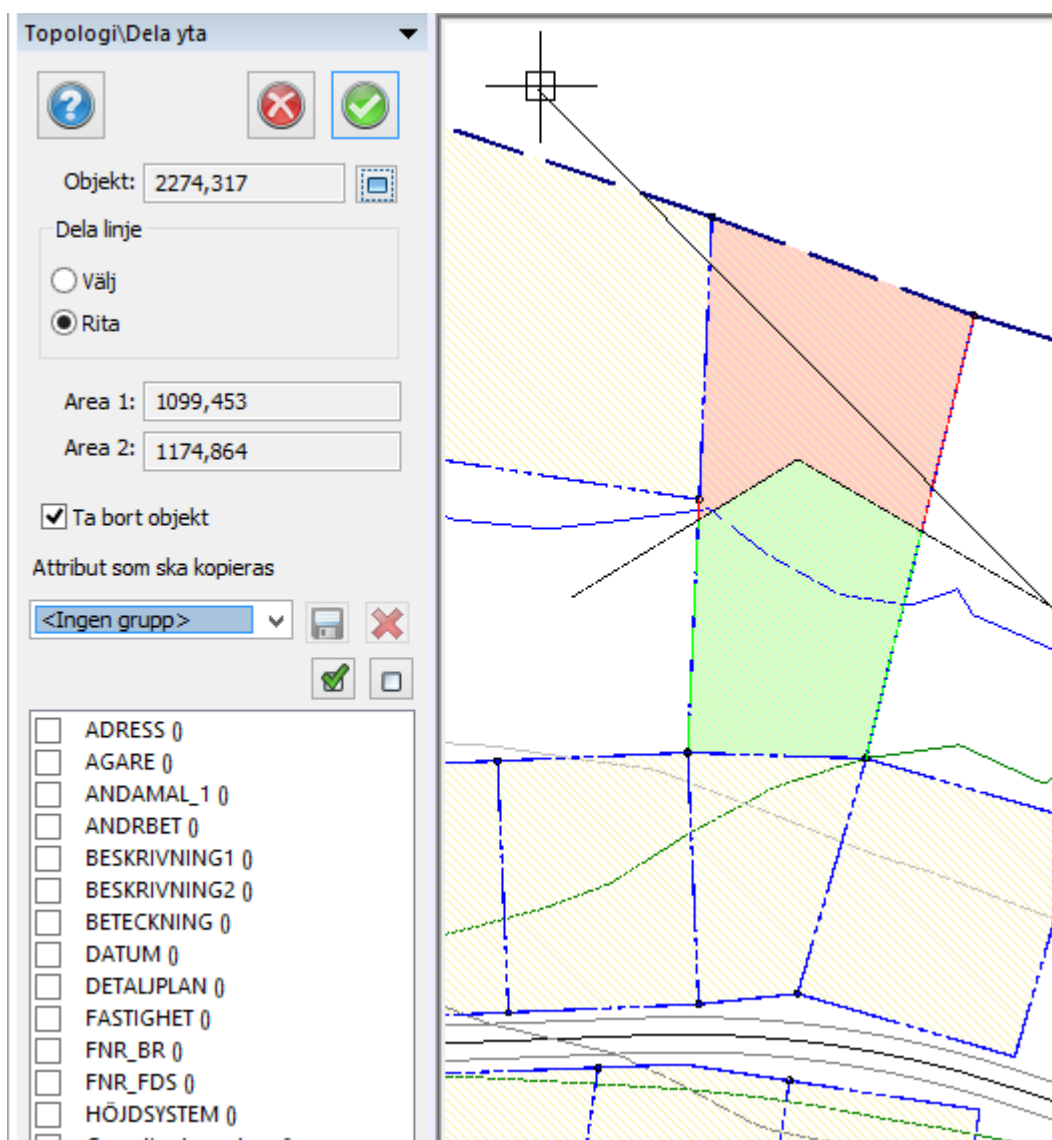 Topologi\Dela yta
Objekt: 2274,317
Dela linje
Välj
Rita
Area 1: 1099,453
Area 2: 1174,864
Ta bort objekt
Attribut som ska kopieras
<Ingen grupp>
ADRESS ()
AGARE ()
ANDAMAL_1 ()
ANDRBET ()
BESKRIVNING1 ()
BESKRIVNING2 ()
BETECKNING ()
DATUM ()
DETALJPLAN ()
FASTIGHET ()
FNR_BR ()
FNR_FDS ()
HÖJDSYSTEM ()